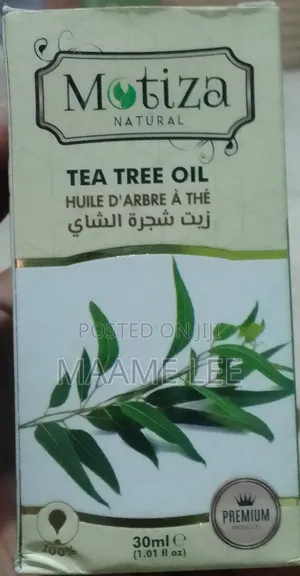 Motiza
NATURAL
TEA TREE OIL
HUILE D'ARBRE À THÉ
زيت شجرة الشاي
POSTED ON JIJI
MAAME LEE
100%
30ml ℮
(1.01 fl oz)
PREMIUM